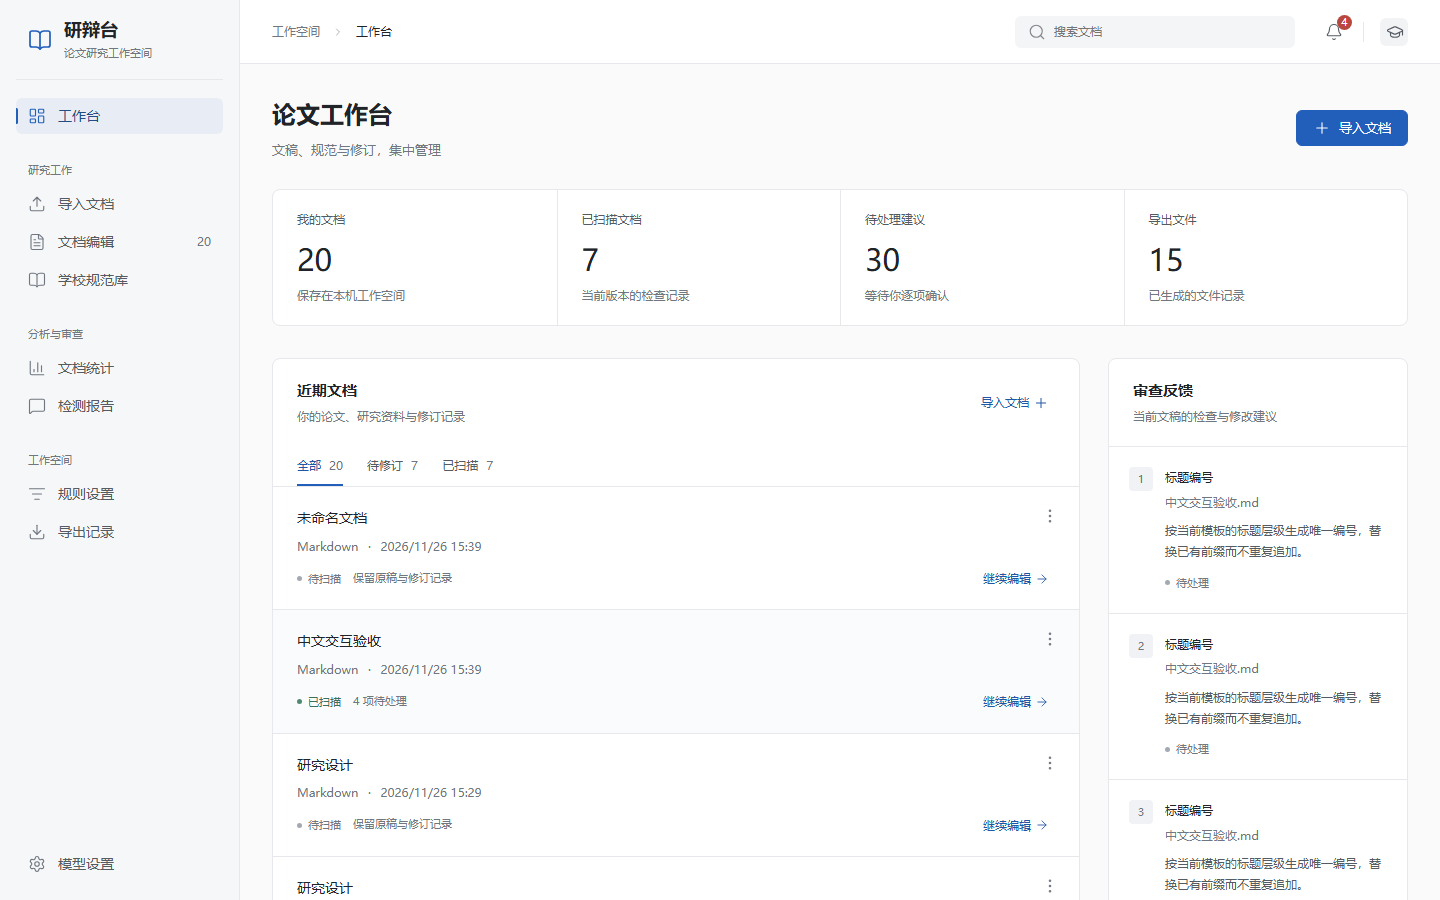 研辩台
论文研究工作空间
工作台
研究工作
导入文档
文档编辑 20
学校规范库
分析与审查
文档统计
检测报告
工作空间
规则设置
导出记录
模型设置
工作空间 › 工作台
搜索文档
4
论文工作台
文稿、规范与修订，集中管理
+ 导入文档
我的文档
20
保存在本机工作空间
已扫描文档
7
当前版本的检查记录
待处理建议
30
等待你逐项确认
导出文件
15
已生成的文件记录
近期文档
你的论文、研究资料与修订记录
导入文档 +
全部 20 待修订 7 已扫描 7
未命名文档
Markdown · 2026/11/26 15:39
待扫描 保留原稿与修订记录
继续编辑 →
中文交互验收
Markdown · 2026/11/26 15:39
已扫描 4 项待处理
继续编辑 →
研究设计
Markdown · 2026/11/26 15:29
待扫描 保留原稿与修订记录
继续编辑 →
研究设计
审查反馈
当前文稿的检查与修改建议
1 标题编号
中文交互验收.md
按当前模板的标题层级生成唯一编号，替
换已有前缀而不重复追加。
待处理
2 标题编号
中文交互验收.md
按当前模板的标题层级生成唯一编号，替
换已有前缀而不重复追加。
待处理
3 标题编号
中文交互验收.md
按当前模板的标题层级生成唯一编号，替
换已有前缀而不重复追加。